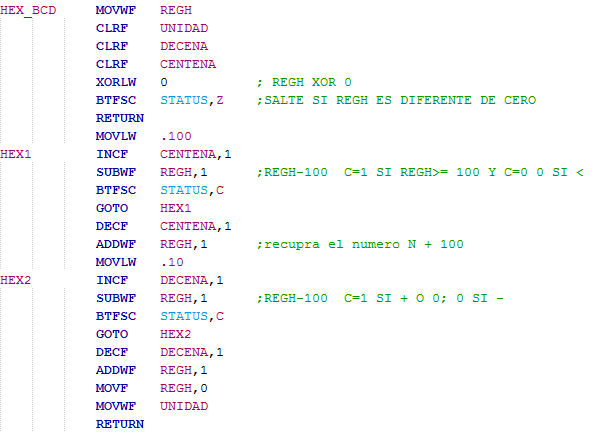 HEX_BCD MOVWF REGH
CLRF UNIDAD
CLRF DECENA
CLRF CENTENA
XORLW 0 ; REGH XOR 0
BTFSC STATUS,Z ;SALTE SI REGH ES DIFERENTE DE CERO
RETURN
MOVLW .100
HEX1 INCF CENTENA,1
SUBWF REGH,1 ;REGH-100 C=1 SI REGH>= 100 Y C=0 0 SI <
BTFSC STATUS,C
GOTO HEX1
DECF CENTENA,1
ADDWF REGH,1 ;recupra el numero N + 100
MOVLW .10
HEX2 INCF DECENA,1
SUBWF REGH,1 ;REGH-100 C=1 SI + O 0; 0 SI -
BTFSC STATUS,C
GOTO HEX2
DECF DECENA,1
ADDWF REGH,1
MOVF REGH,0
MOVWF UNIDAD
RETURN